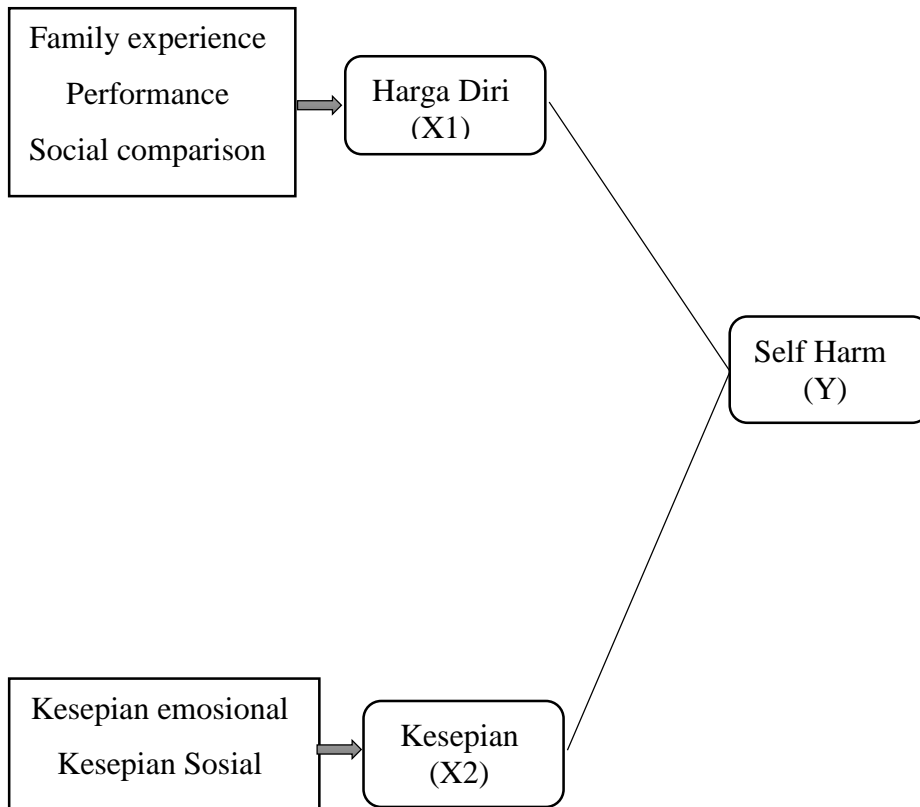 Family experience
Performance
Social comparison
Harga Diri
(X1)
Self Harm
(Y)
Kesepian emosional
Kesepian Sosial
Kesepian
(X2)